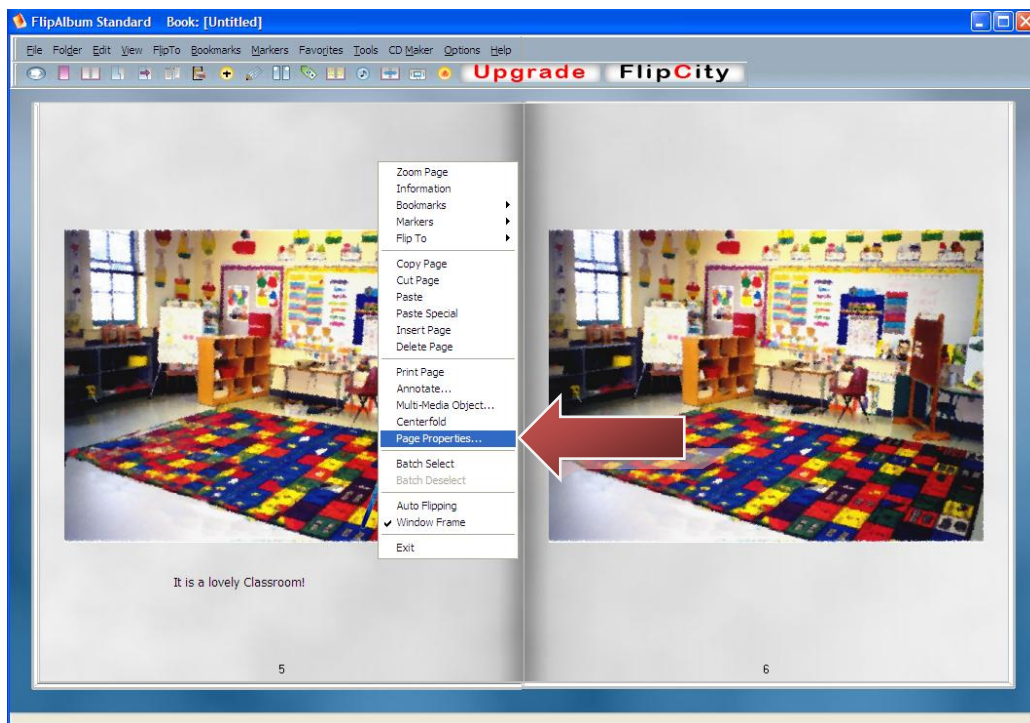 FlipAlbum Standard Book: [Untitled]
File Folder Edit View FlipTo Bookmarks Markers Favorites Tools CD Maker Options Help
Upgrade FlipCity
Zoom Page
Information
Bookmarks
Markers
Flip To
Copy Page
Cut Page
Paste
Paste Special
Insert Page
Delete Page
Print Page
Annotate...
Multi-Media Object...
Centerfold
Page Properties...
Batch Select
Batch Deselect
Auto Flipping
Window Frame
Exit
It is a lovely Classroom!
5
6